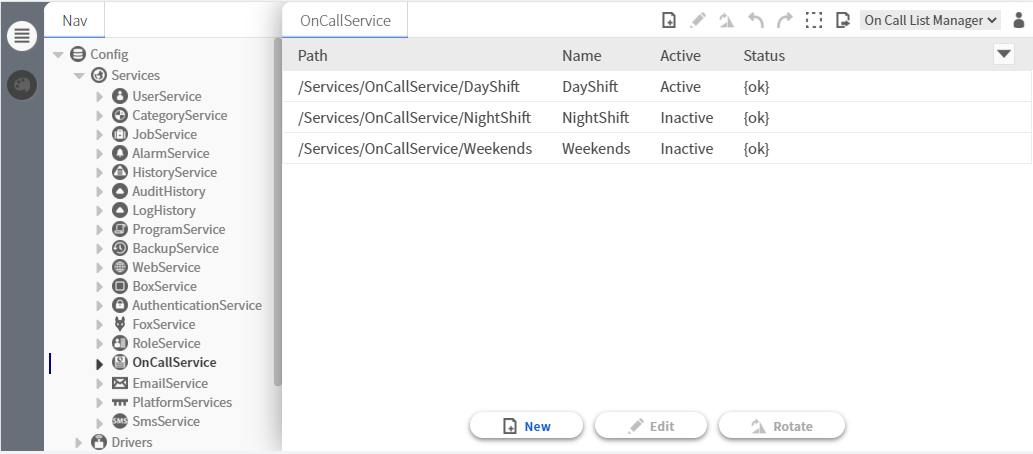 Nav
Config
Services
UserService
CategoryService
JobService
AlarmService
HistoryService
AuditHistory
LogHistory
ProgramService
BackupService
WebService
BoxService
AuthenticationService
FoxService
RoleService
OnCallService
EmailService
PlatformServices
SMS SmsService
Drivers
OnCallService On Call List Manager
Path Name Active Status
/Services/OnCallService/DayShift DayShift Active {ok}
/Services/OnCallService/NightShift NightShift Inactive {ok}
/Services/OnCallService/Weekends Weekends Inactive {ok}
New Edit Rotate